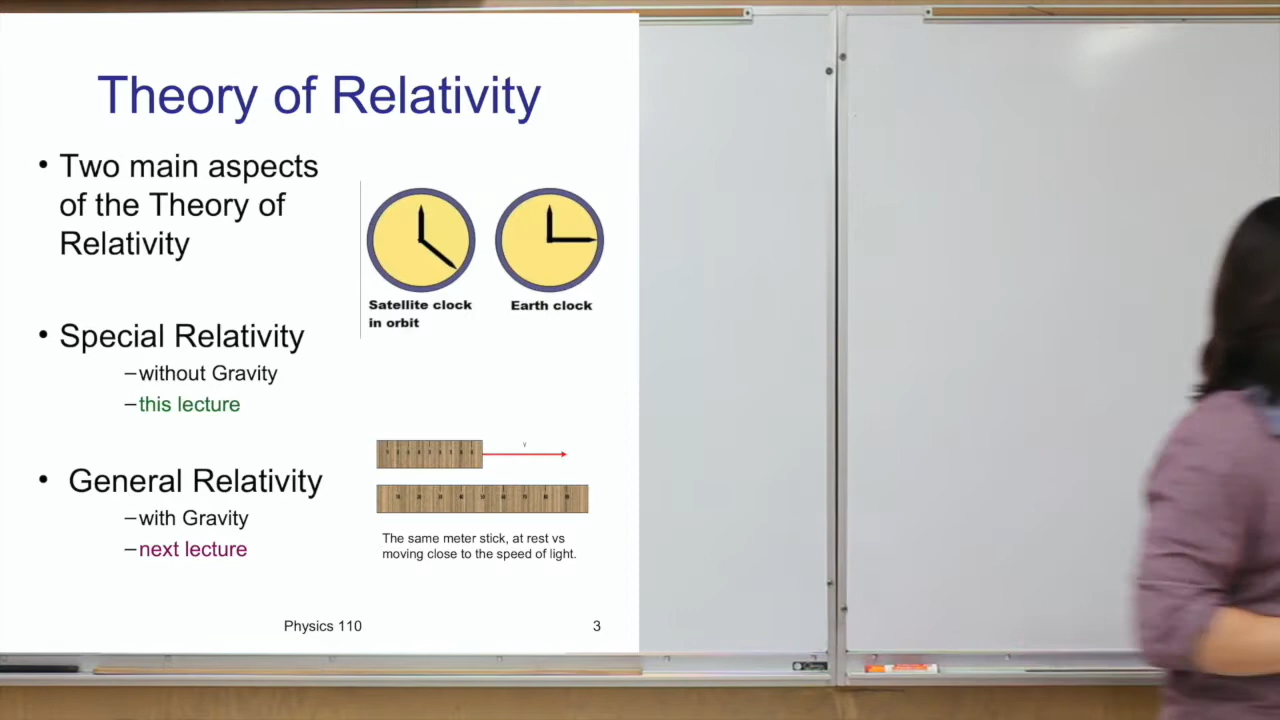 Theory of Relativity
• Two main aspects
of the Theory of
Relativity
Satellite clock
in orbit
Earth clock
• Special Relativity
–without Gravity
–this lecture
v
• General Relativity
–with Gravity
–next lecture
The same meter stick, at rest vs
moving close to the speed of light.
Physics 110
3